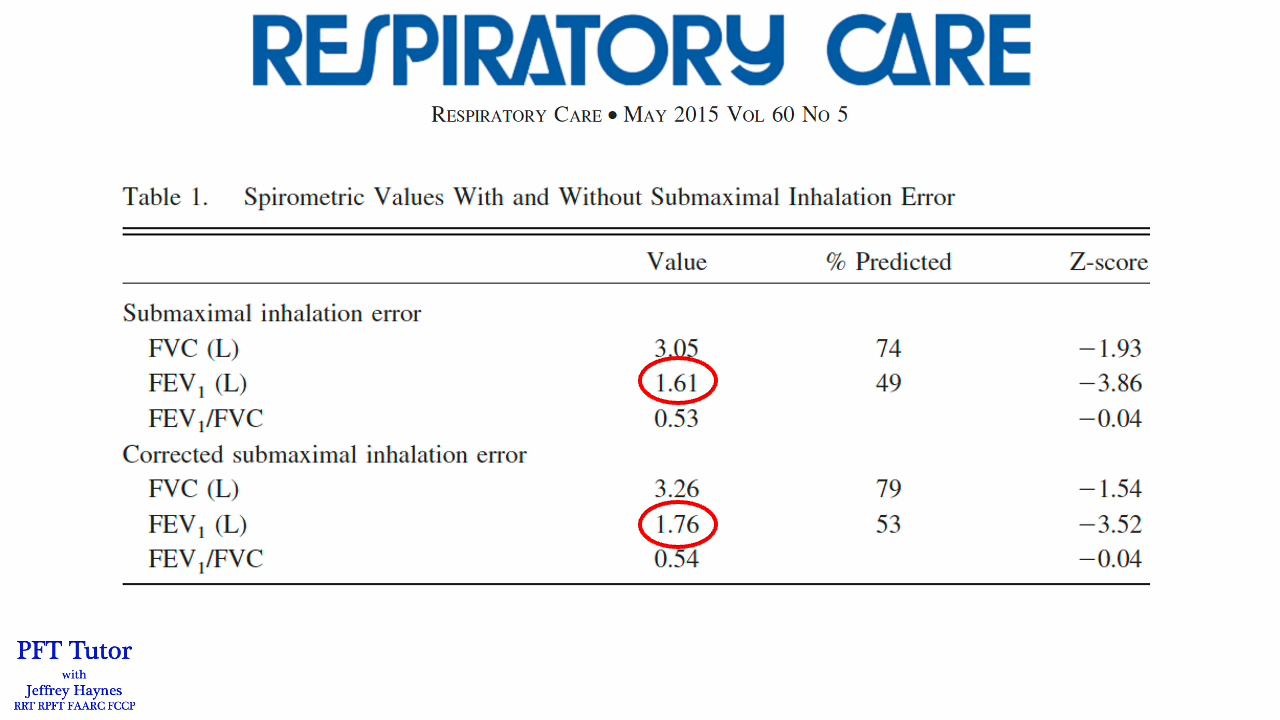 RESPIRATORY CARE
RESPIRATORY CARE • MAY 2015 VOL 60 NO 5
Table 1. Spirometric Values With and Without Submaximal Inhalation Error
Value % Predicted Z-score
Submaximal inhalation error
FVC (L) 3.05 74 −1.93
FEV1 (L) 1.61 49 −3.86
FEV1/FVC 0.53 −0.04
Corrected submaximal inhalation error
FVC (L) 3.26 79 −1.54
FEV1 (L) 1.76 53 −3.52
FEV1/FVC 0.54 −0.04
PFT Tutor
with
Jeffrey Haynes
RRT RPFT FAARC FCCP